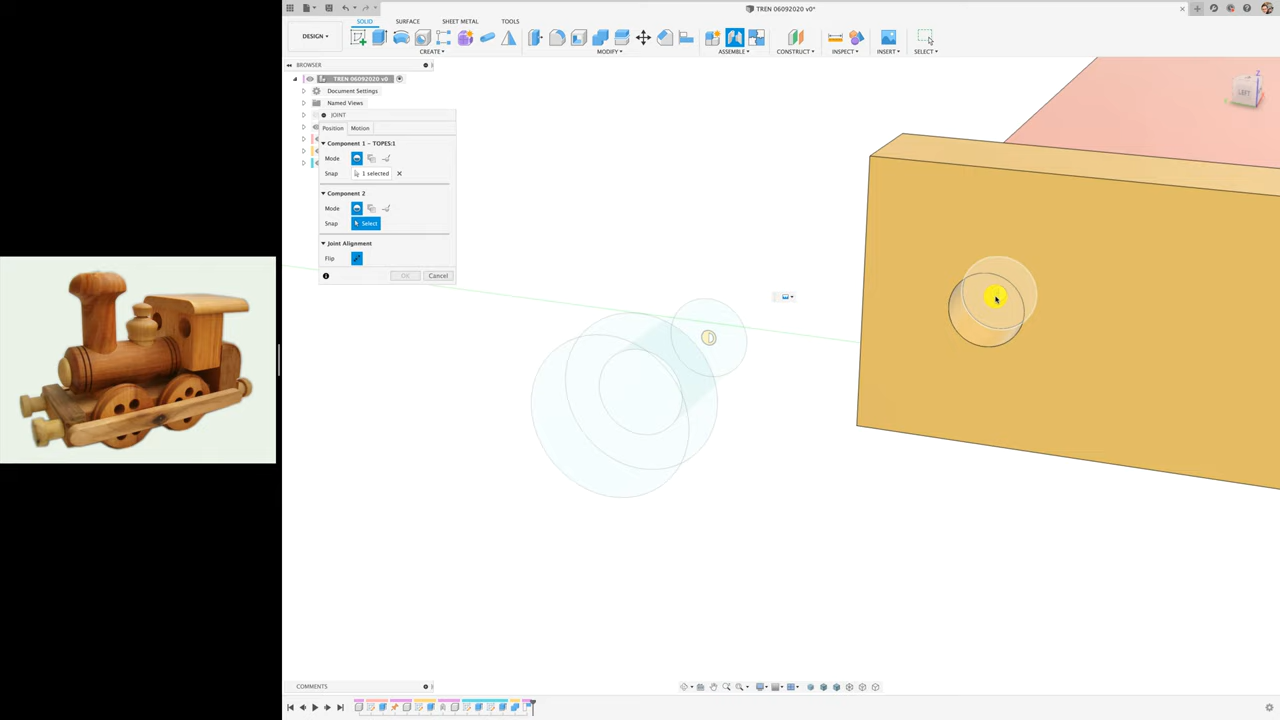 TREN 06092020 v0*
SOLID SURFACE SHEET METAL TOOLS
DESIGN
CREATE MODIFY ASSEMBLE CONSTRUCT INSPECT INSERT SELECT
BROWSER
TREN 06092020 v0
Document Settings
Named Views
JOINT
Position Motion
Component 1 - TOPES:1
Mode
Snap 1 selected
Component 2
Mode
Snap Select
Joint Alignment
Flip
OK Cancel
LEFT
Z
COMMENTS